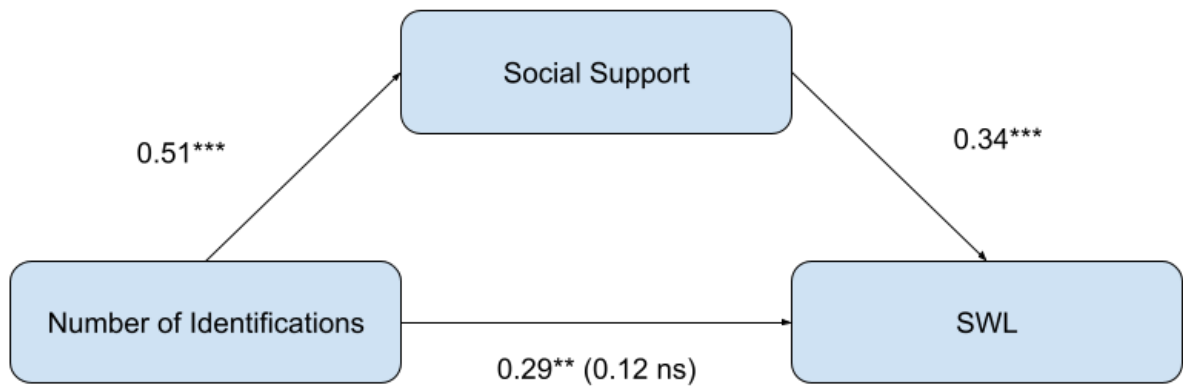 Social Support
0.51***
0.34***
Number of Identifications
SWL
0.29** (0.12 ns)